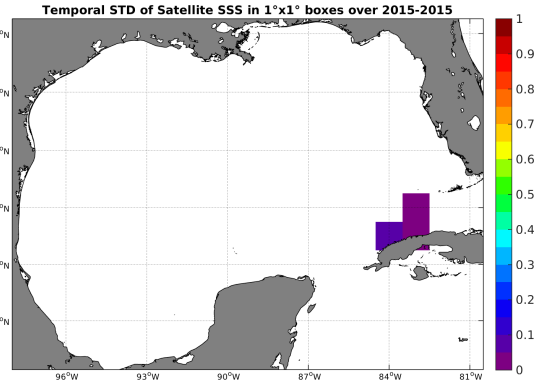 Temporal STD of Satellite SSS in 1°x1° boxes over 2015-2015
°N
°N
°N
°N
°N
°N
96°W 93°W 90°W 87°W 84°W 81°W
1
0.9
0.8
0.7
0.6
0.5
0.4
0.3
0.2
0.1
0